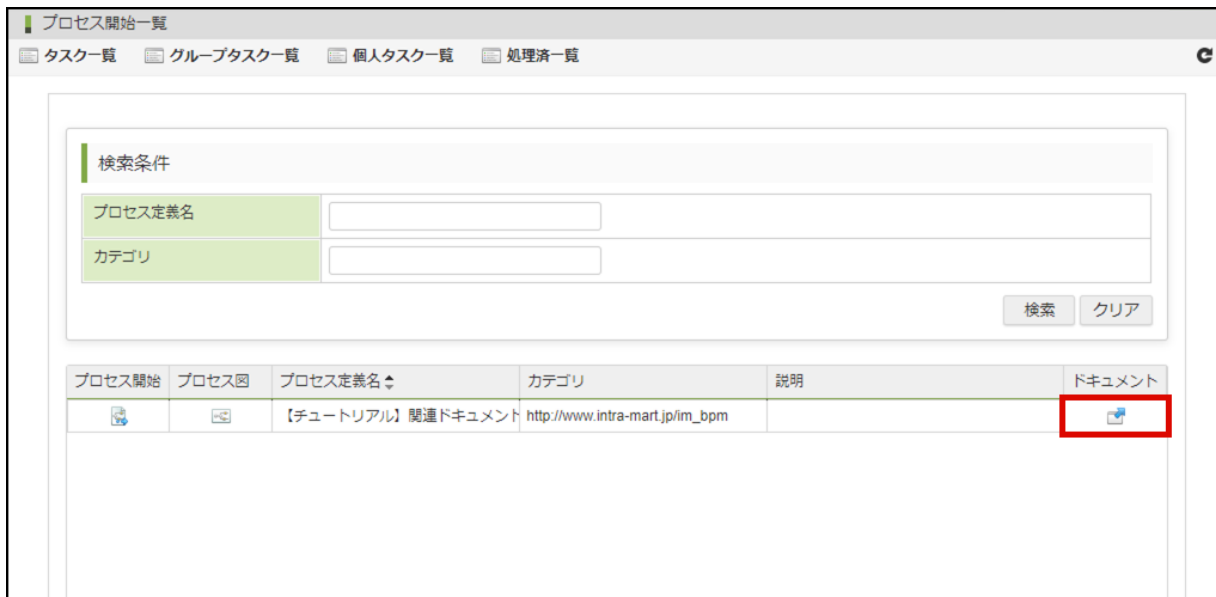 プロセス開始一覧
タスク一覧 グループタスク一覧 個人タスク一覧 処理済一覧
検索条件
プロセス定義名
カテゴリ
検索 クリア
プロセス開始 プロセス図 プロセス定義名 カテゴリ 説明 ドキュメント
【チュートリアル】関連ドキュメント http://www.intra-mart.jp/im_bpm